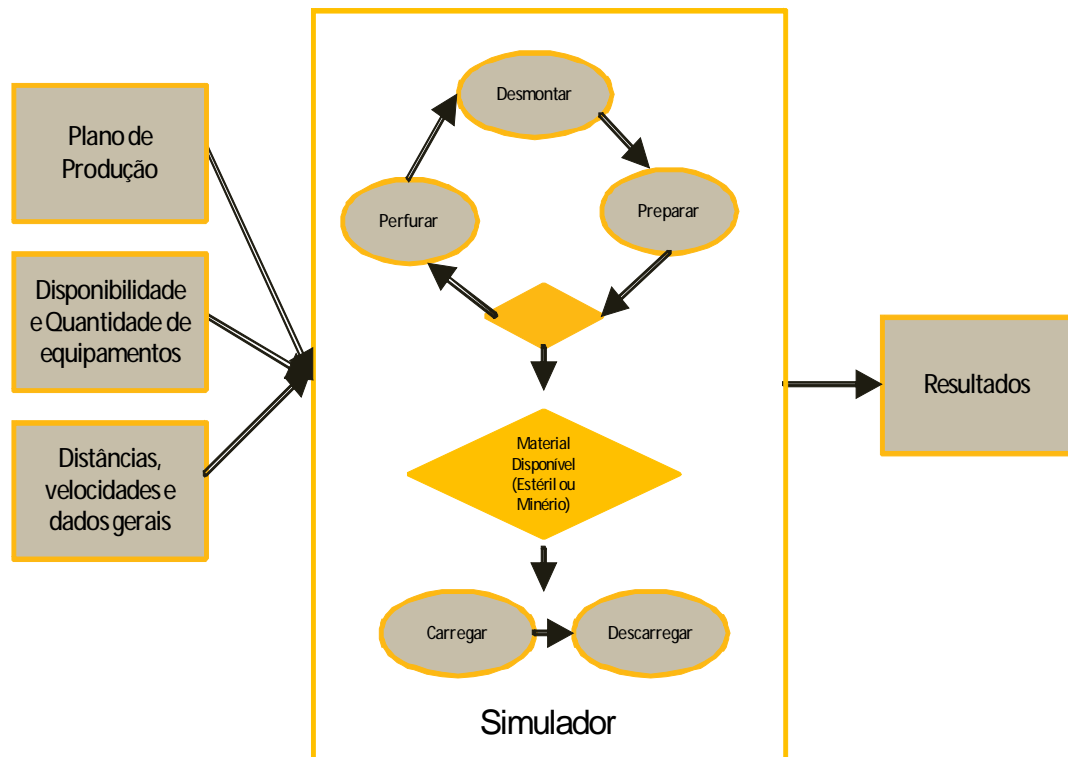 Plano de
Produção
Disponibilidade
e Quantidade de
equipamentos
Distâncias,
velocidades e
dados gerais
Desmontar
Perfurar
Preparar
Material
Disponível
(Estéril ou
Minério)
Carregar
Descarregar
Simulador
Resultados